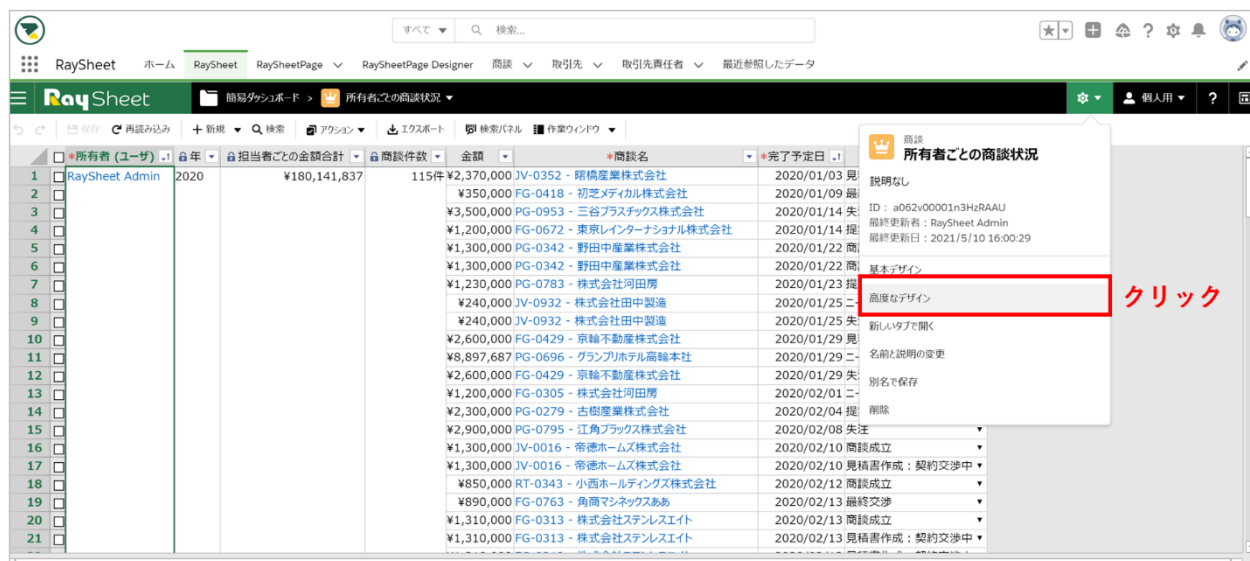 すべて ▼ 検索...
RaySheet ホーム RaySheet RaySheetPage RaySheetPage Designer 商談 取引先 取引先責任者 最近参照したデータ
RaySheet 簡易ダッシュボード > 所有者ごとの商談状況 ▼ 個人用 ▼ ?
保存 再読み込み 新規 ▼ 検索 アクション ▼ エクスポート 検索パネル 作業ウィンドウ ▼
*所有者 (ユーザ) 年 担当者ごとの金額合計 商談件数 金額 *商談名 *完了予定日
1 RaySheet Admin 2020 ¥180,141,837 115件 ¥2,370,000 JV-0352 - 曙橋産業株式会社 2020/01/03 見
2 ¥350,000 FG-0418 - 初芝メディカル株式会社 2020/01/09 最
3 ¥3,500,000 PG-0953 - 三谷プラスチックス株式会社 2020/01/14 失
4 ¥1,200,000 FG-0672 - 東京レインターナショナル株式会社 2020/01/14 提
5 ¥1,300,000 PG-0342 - 野田中産業株式会社 2020/01/22 商
6 ¥1,300,000 PG-0342 - 野田中産業株式会社 2020/01/22 商
7 ¥1,230,000 PG-0783 - 株式会社河田房 2020/01/23 提
8 ¥240,000 JV-0932 - 株式会社田中製造 2020/01/25 ニー
9 ¥240,000 JV-0932 - 株式会社田中製造 2020/01/25 失
10 ¥2,600,000 FG-0429 - 京輪不動産株式会社 2020/01/29 見
11 ¥8,897,687 PG-0696 - グランプリホテル高輪本社 2020/01/29 ニー
12 ¥2,600,000 FG-0429 - 京輪不動産株式会社 2020/01/29 失
13 ¥1,200,000 FG-0305 - 株式会社河田房 2020/02/01 ニー
14 ¥2,300,000 PG-0279 - 古樹産業株式会社 2020/02/04 提
15 ¥2,900,000 PG-0795 - 江角プラックス株式会社 2020/02/08 失注
16 ¥1,300,000 JV-0016 - 帝徳ホームズ株式会社 2020/02/10 商談成立
17 ¥1,300,000 JV-0016 - 帝徳ホームズ株式会社 2020/02/10 見積書作成：契約交渉中
18 ¥850,000 RT-0343 - 小西ホールディングズ株式会社 2020/02/12 商談成立
19 ¥890,000 FG-0763 - 角商マシネックスああ 2020/02/13 最終交渉
20 ¥1,310,000 FG-0313 - 株式会社ステンレスエイト 2020/02/13 商談成立
21 ¥1,310,000 FG-0313 - 株式会社ステンレスエイト 2020/02/13 見積書作成：契約交渉中
商談
所有者ごとの商談状況
説明なし
ID： a062v00001n3HzRAAU
最終更新者：RaySheet Admin
最終更新日：2021/5/10 16:00:29
基本デザイン
高度なデザイン
クリック
新しいタブで開く
名前と説明の変更
別名で保存
削除